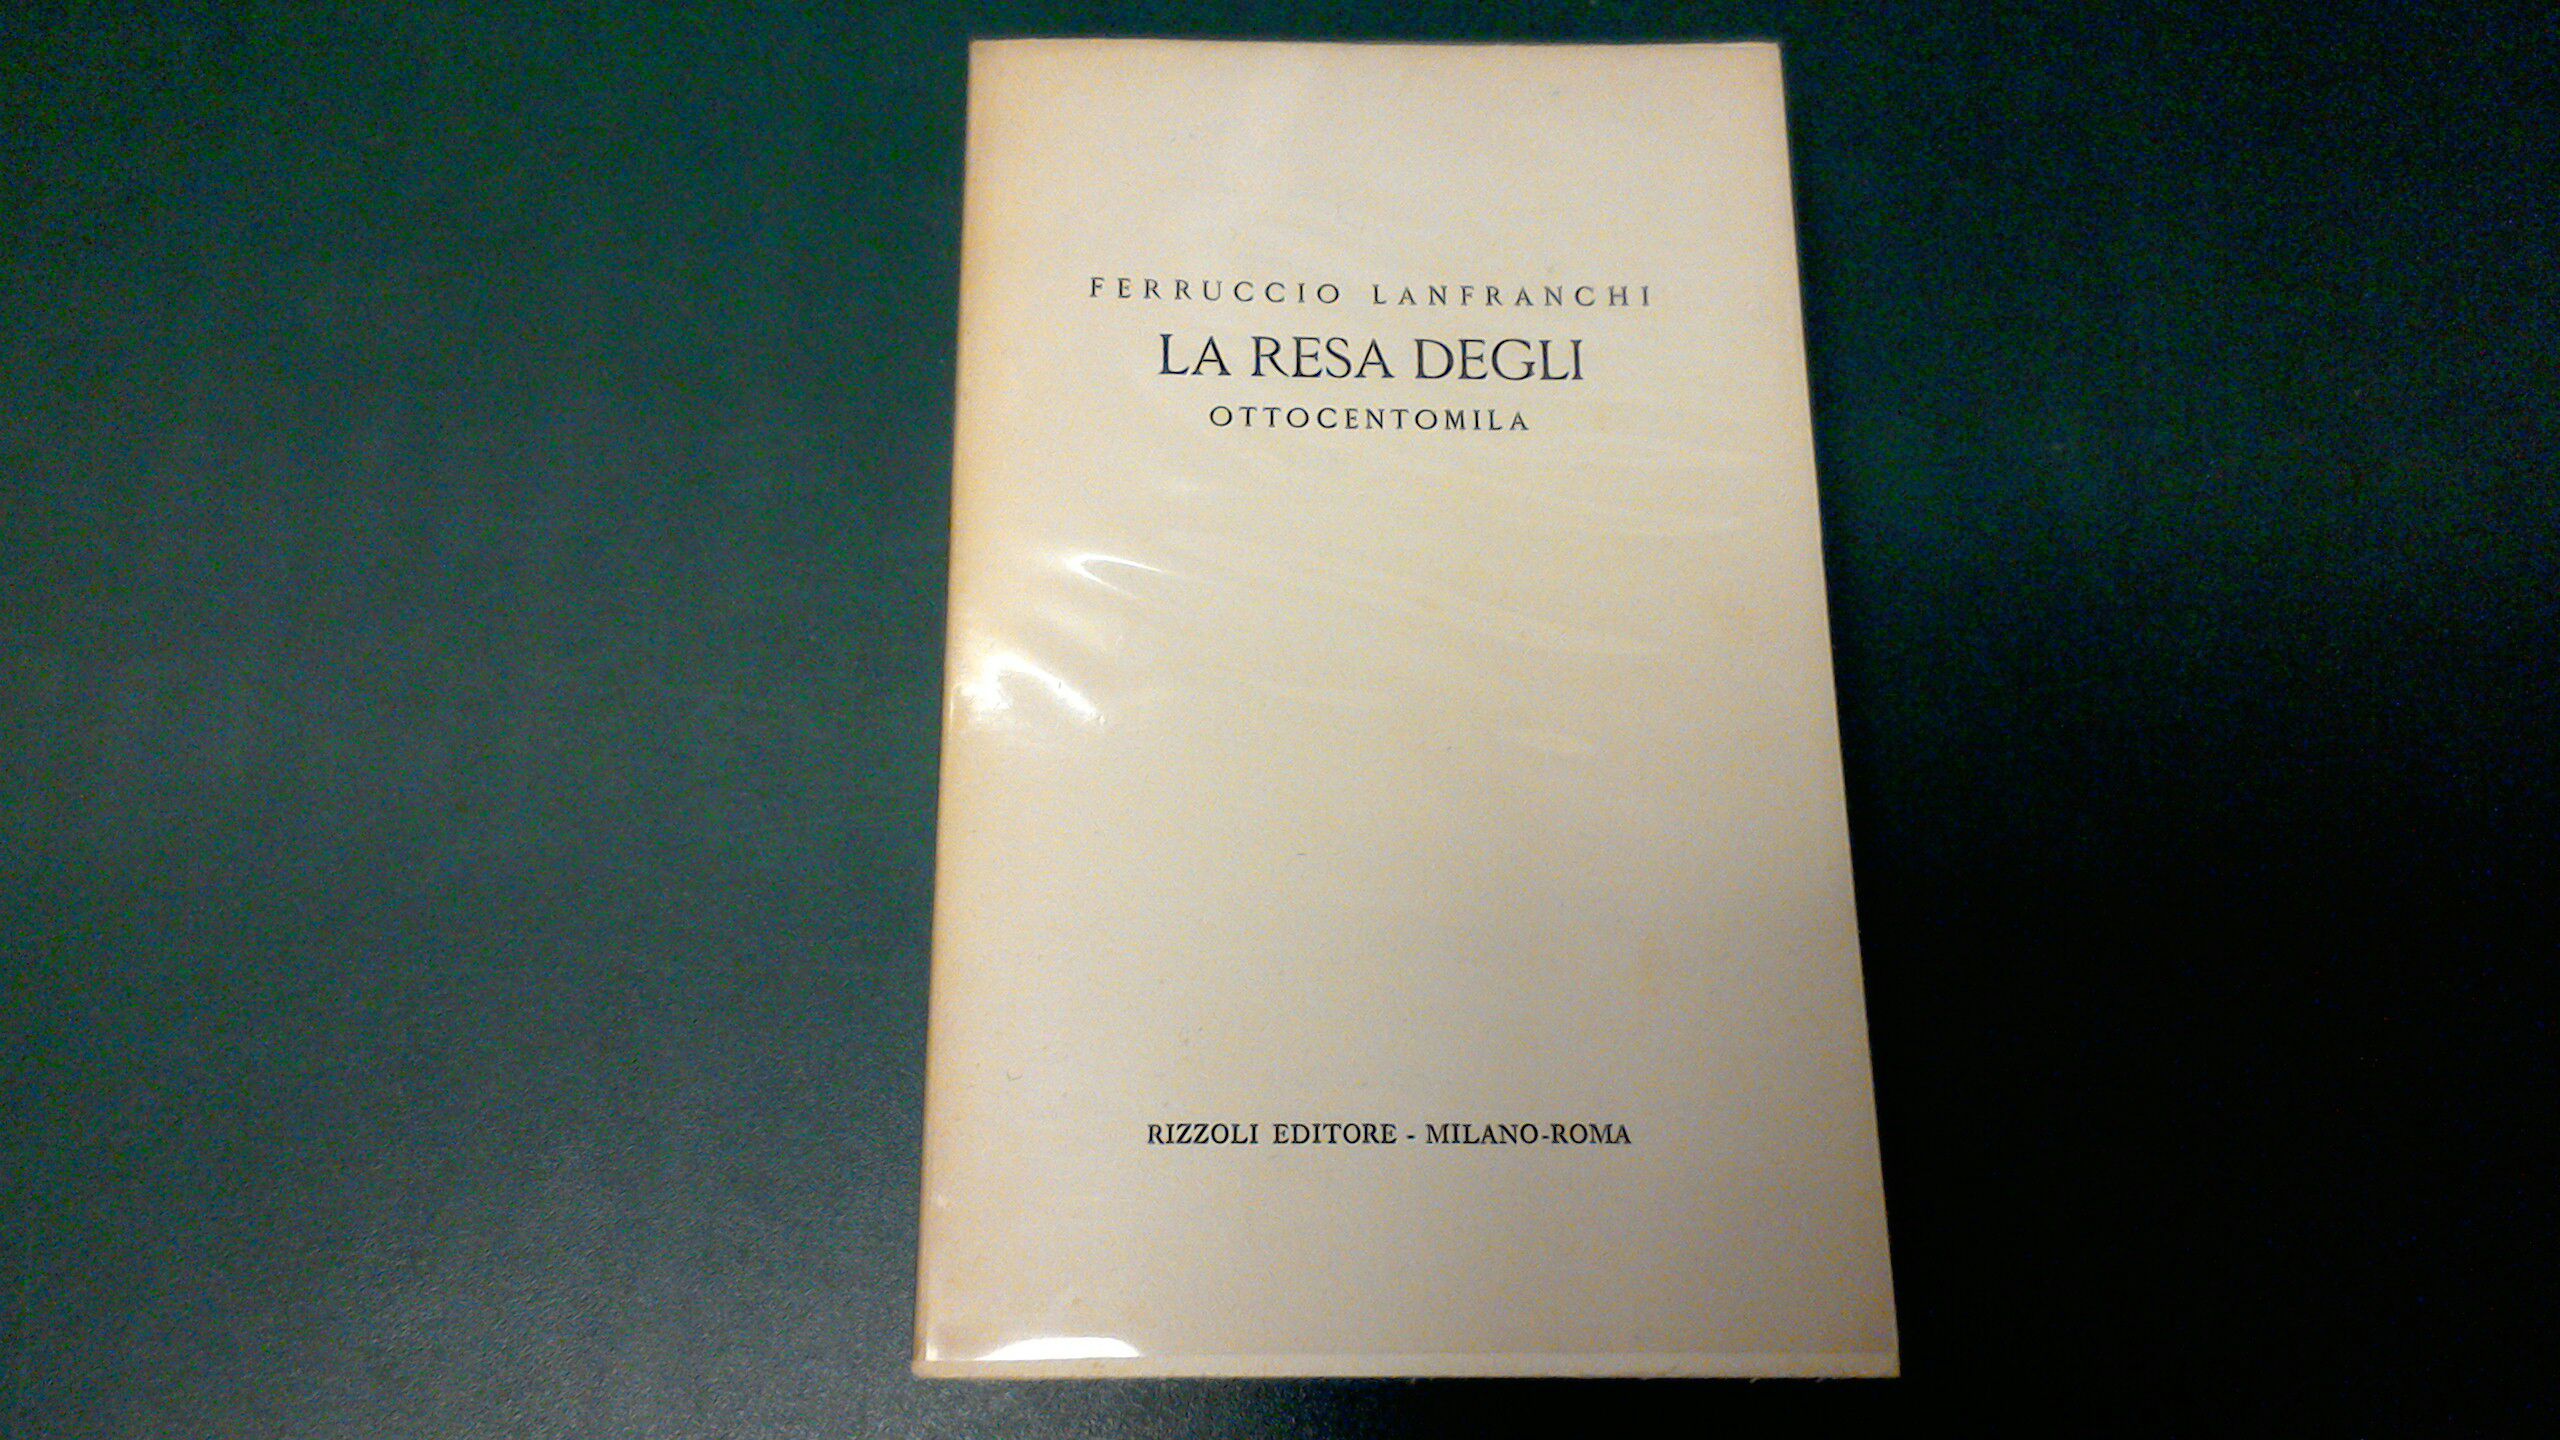 FERRUCCIO LANFRANCHI
LA RESA DEGLI
OTTOCENTOMILA
RIZZOLI EDITORE - MILANO-ROMA